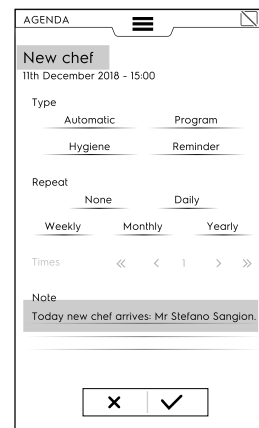 AGENDA
New chef
11th December 2018 - 15:00
Type
Automatic Program
Hygiene Reminder
Repeat
None Daily
Weekly Monthly Yearly
Times « < 1 > »
Note
Today new chef arrives: Mr Stefano Sangion.